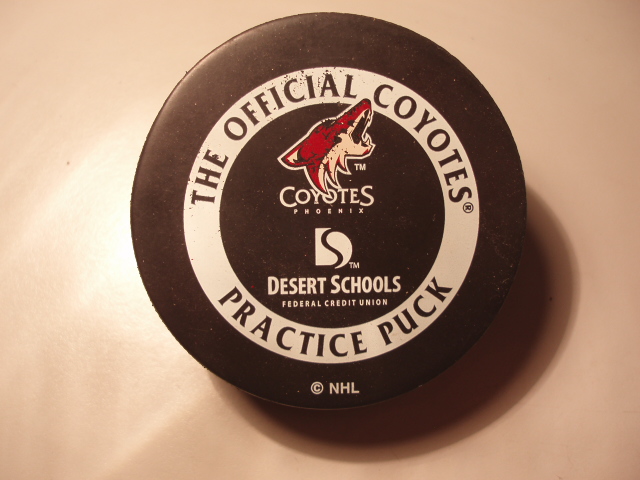 THE OFFICIAL COYOTES®
TM
COYOTES
PHOENIX
TM
DESERT SCHOOLS
FEDERAL CREDIT UNION
PRACTICE PUCK
© NHL